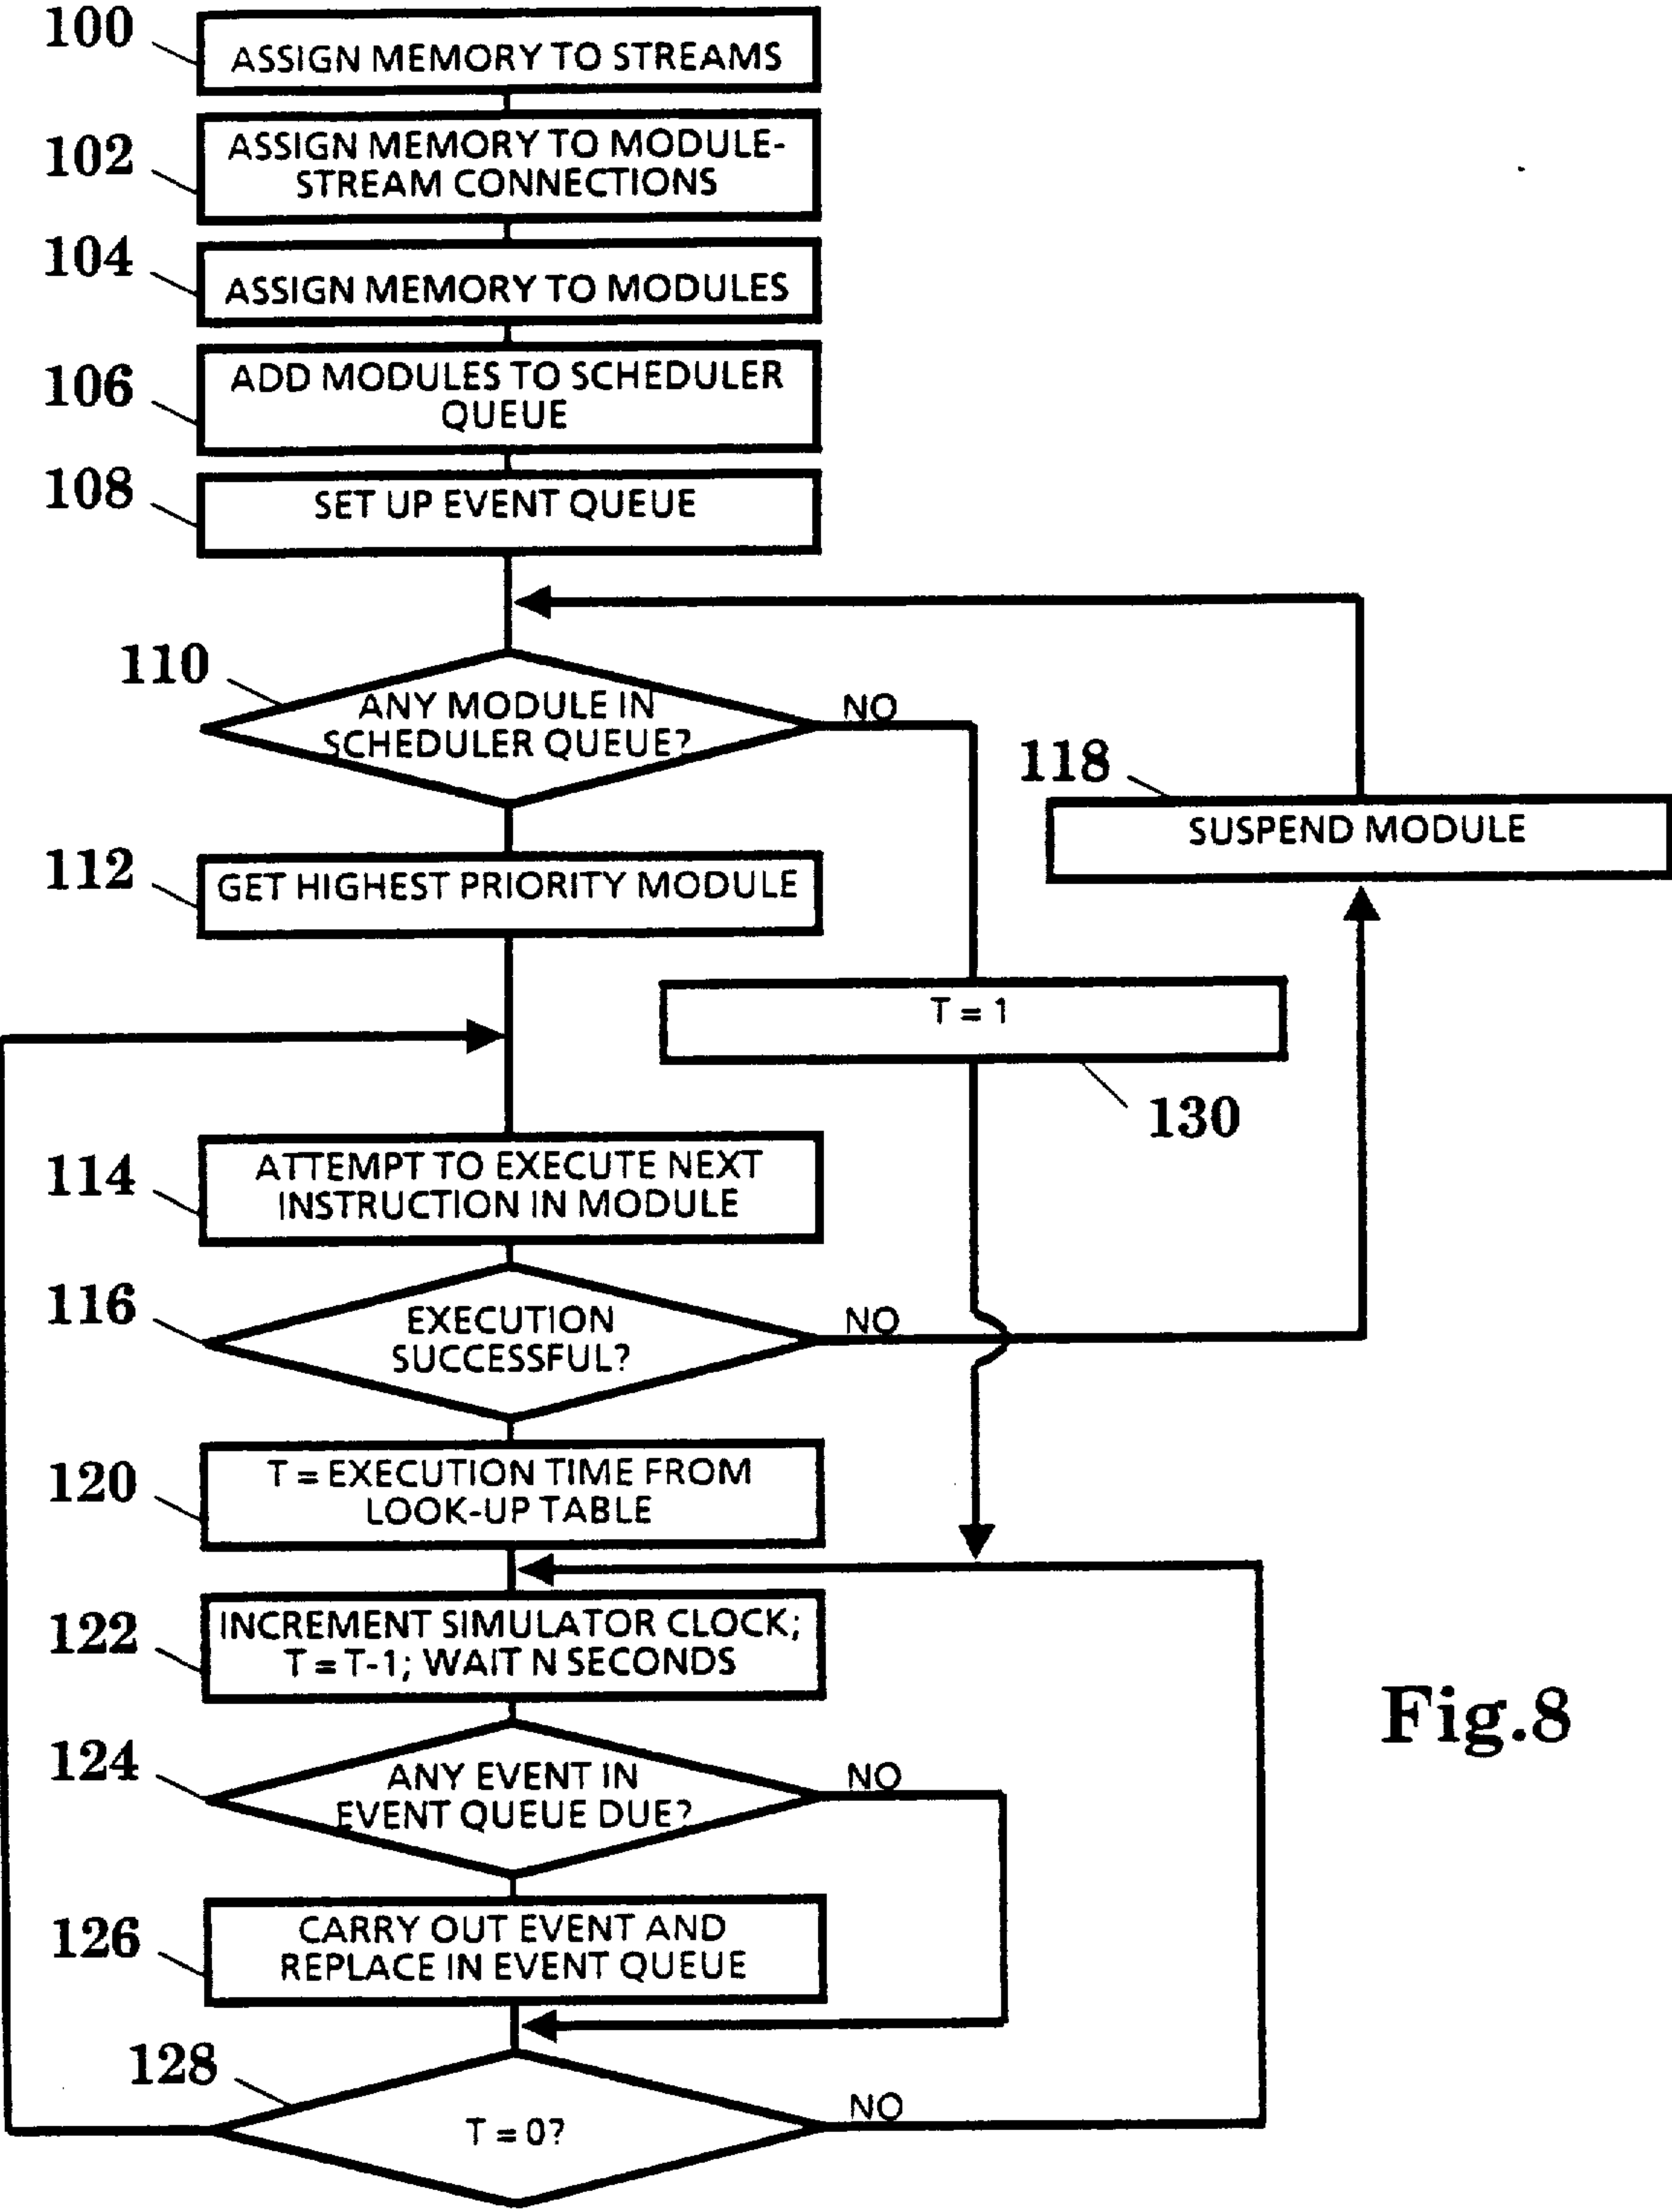 100
ASSIGN MEMORY TO STREAMS
102
ASSIGN MEMORY TO MODULE-
STREAM CONNECTIONS
104
ASSIGN MEMORY TO MODULES
106
ADD MODULES TO SCHEDULER
QUEUE
108
SET UP EVENT QUEUE
110
ANY MODULE IN
SCHEDULER QUEUE?
NO
118
SUSPEND MODULE
112
GET HIGHEST PRIORITY MODULE
T = 1
130
114
ATTEMPT TO EXECUTE NEXT
INSTRUCTION IN MODULE
116
EXECUTION
SUCCESSFUL?
NO
120
T = EXECUTION TIME FROM
LOOK-UP TABLE
122
INCREMENT SIMULATOR CLOCK;
T = T-1; WAIT N SECONDS
124
ANY EVENT IN
EVENT QUEUE DUE?
NO
126
CARRY OUT EVENT AND
REPLACE IN EVENT QUEUE
128
T = 0?
NO
Fig.8